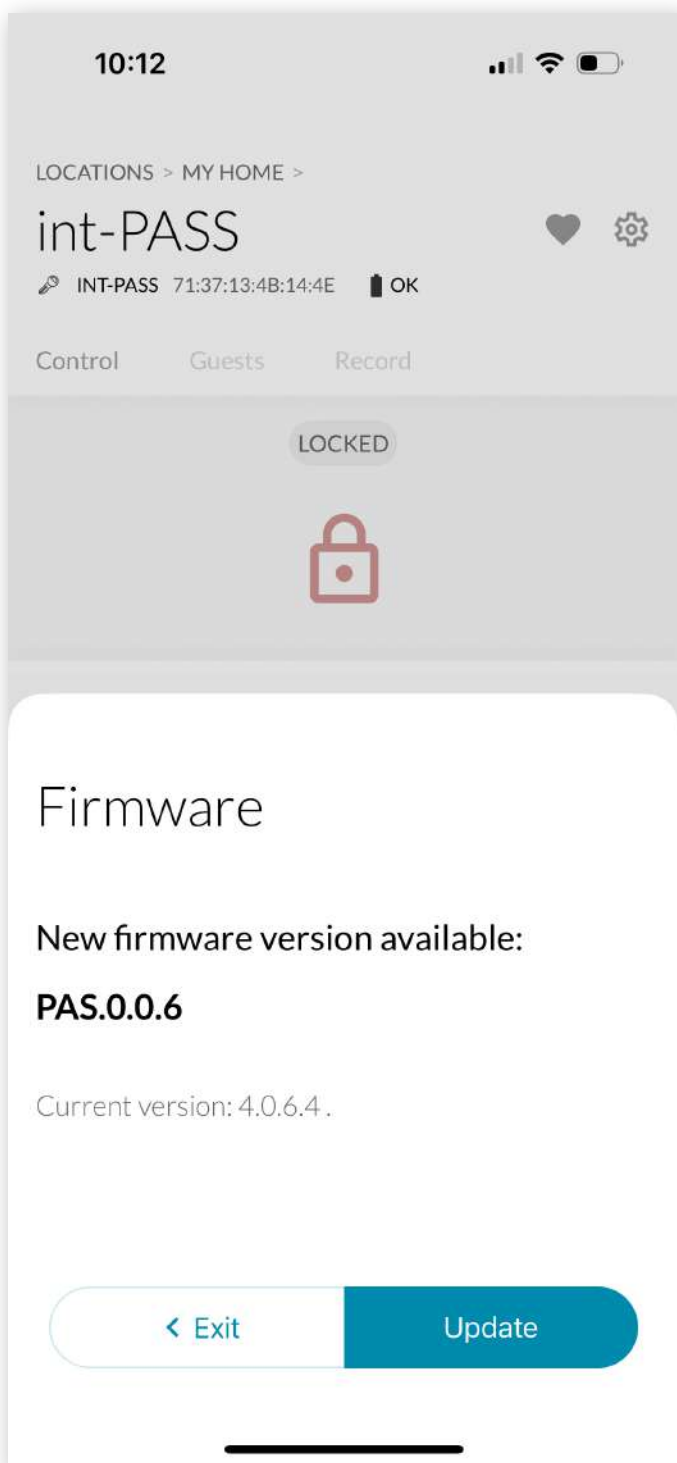 10:12
LOCATIONS > MY HOME >
int-PASS
INT-PASS 71:37:13:4B:14:4E OK
Control Guests Record
LOCKED
Firmware
New firmware version available:
PAS.0.0.6
Current version: 4.0.6.4 .
< Exit Update